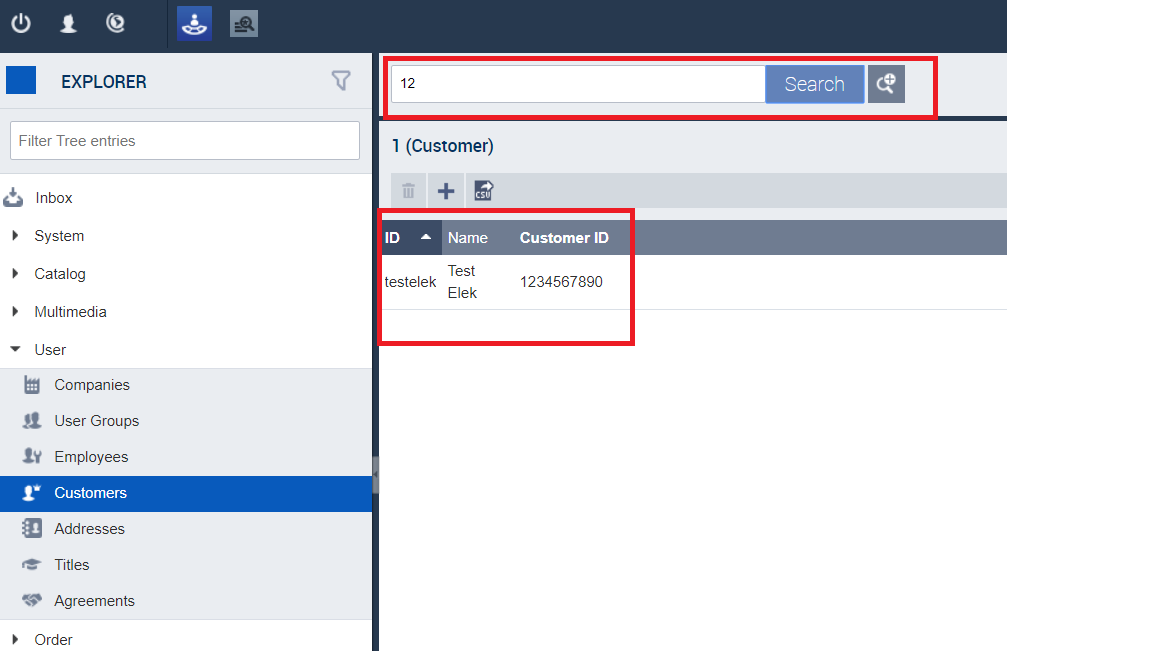 EXPLORER
Filter Tree entries
Inbox
System
Catalog
Multimedia
User
Companies
User Groups
Employees
Customers
Addresses
Titles
Agreements
Order
12
Search
1 (Customer)
CSV
ID Name Customer ID
testelek Test 1234567890
Elek